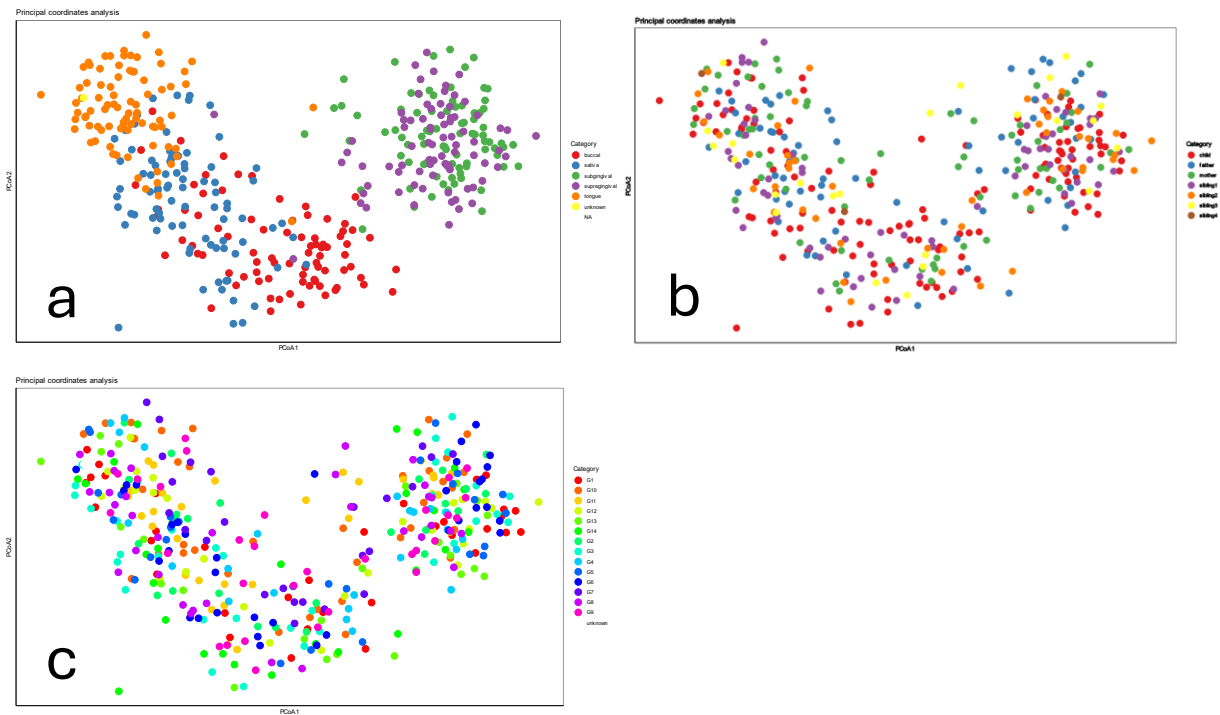 Principal coordinates analysis
PCoA2
PCoA1
Category
buccal
saliva
subgingival
supragingival
tongue
unknown
NA
a
Principal coordinates analysis
PCoA2
PCoA1
Category
child
father
mother
sibling1
sibling2
sibling3
sibling4
b
Principal coordinates analysis
PCoA2
PCoA1
Category
G1
G10
G11
G12
G13
G14
G2
G3
G4
G5
G6
G7
G8
G9
unknown
c